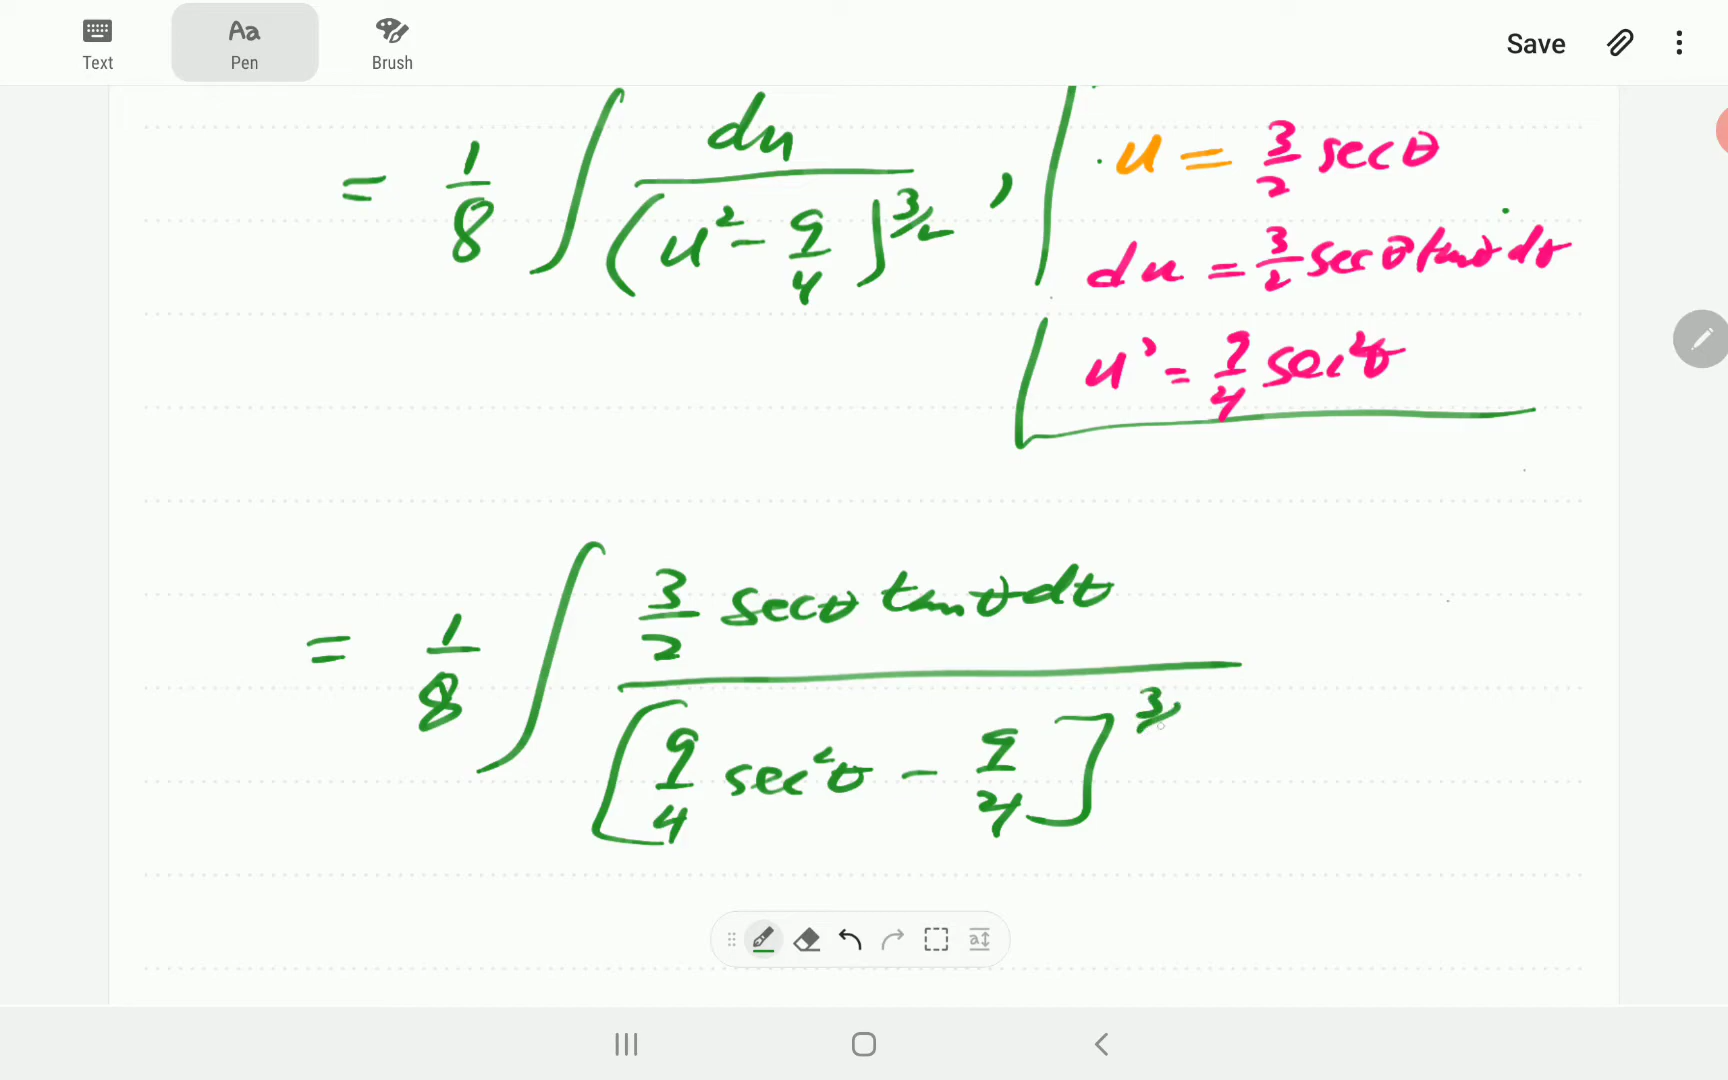 Text Pen Brush Save
= 1/8 ∫ du / (u² - 9/4)^3/2 ,
u = 3/2 secθ
du = 3/2 secθ tanθ dθ
u² = 9/4 sec²θ
= 1/8 ∫ 3/2 secθ tanθ dθ / [9/4 sec²θ - 9/4]^3/